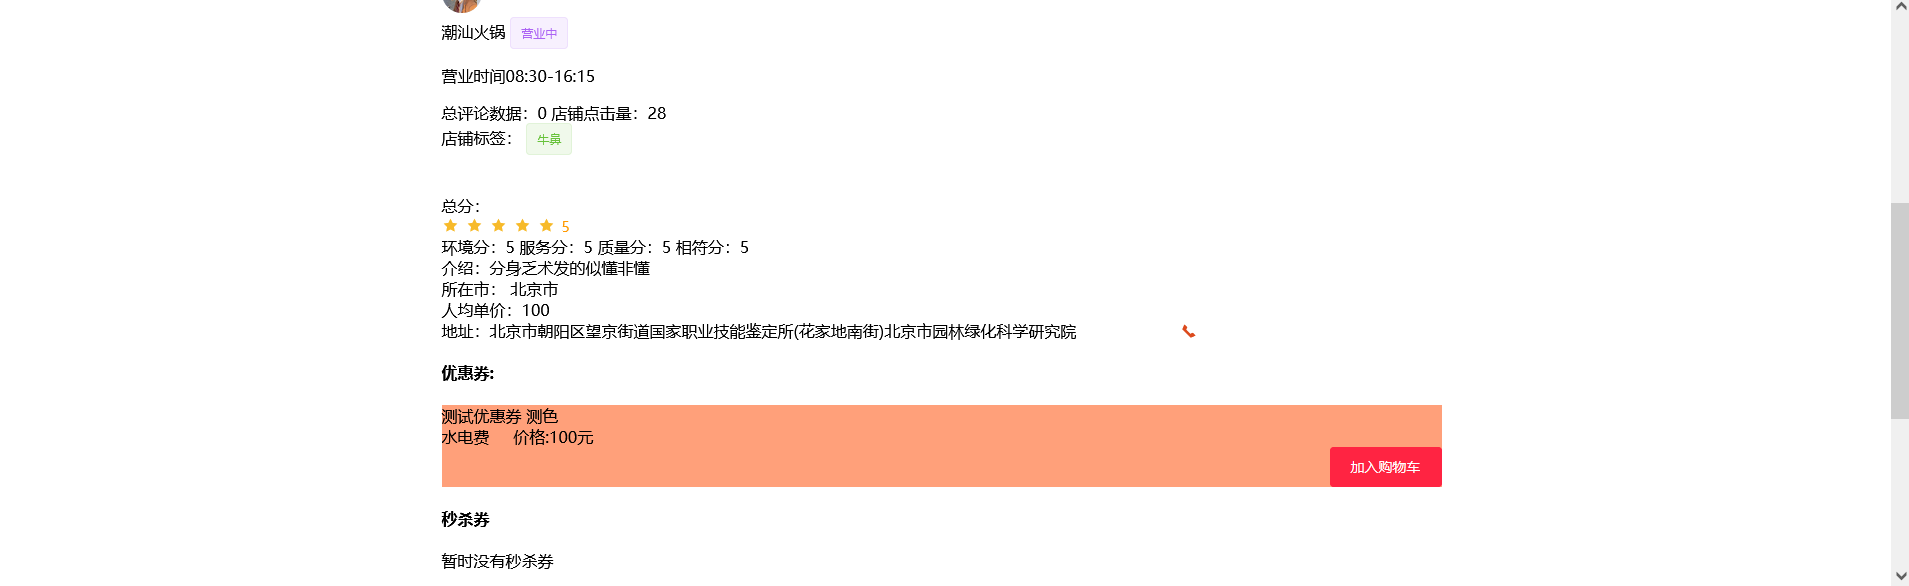 潮汕火锅 营业中
营业时间08:30-16:15
总评论数据：0 店铺点击量：28
店铺标签： 牛鼻
总分：
5
环境分：5 服务分：5 质量分：5 相符分：5
介绍：分身乏术发的似懂非懂
所在市： 北京市
人均单价：100
地址：北京市朝阳区望京街道国家职业技能鉴定所(花家地南街)北京市园林绿化科学研究院
优惠券:
测试优惠券 测色
水电费 价格:100元
加入购物车
秒杀券
暂时没有秒杀券